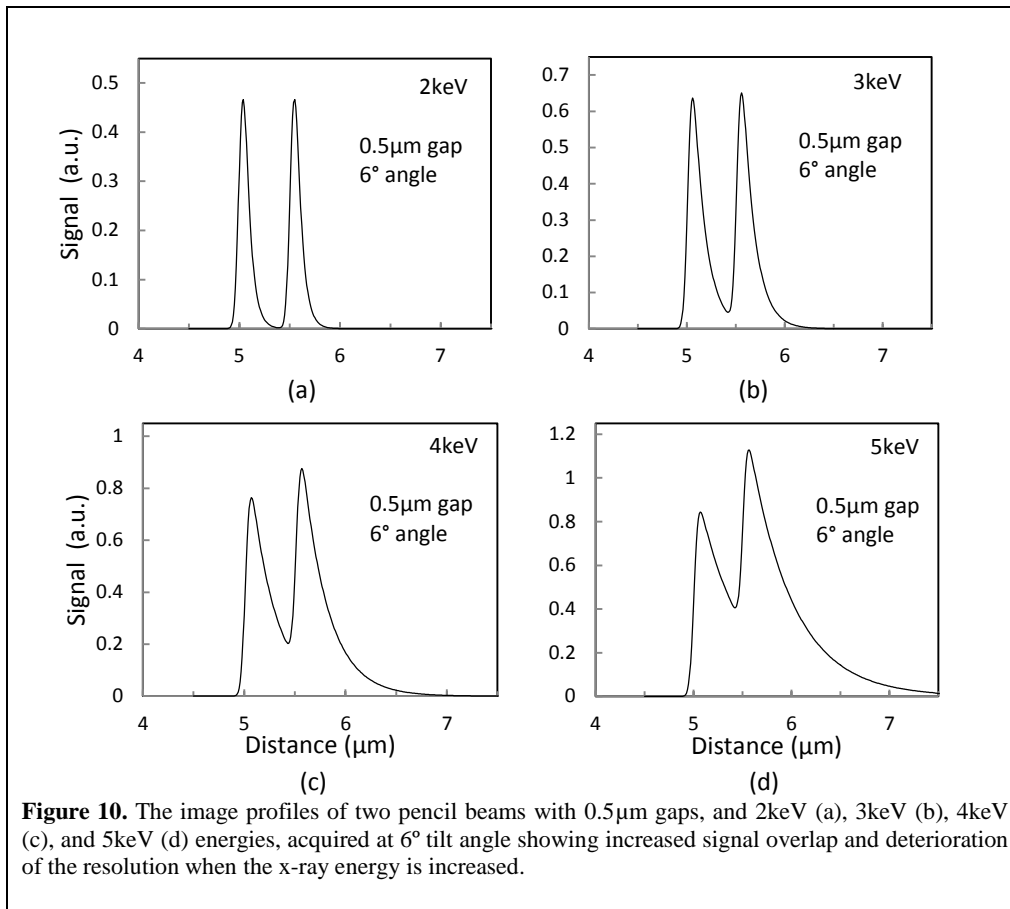 0.5
0.4
0.3
0.2
0.1
0
Signal (a.u.)
2keV
0.5µm gap
6° angle
4 5 6 7
(a)
0.7
0.6
0.5
0.4
0.3
0.2
0.1
0
3keV
0.5µm gap
6° angle
4 5 6 7
(b)
1
0.8
0.6
0.4
0.2
0
Signal (a.u.)
4keV
0.5µm gap
6° angle
4 5 6 7
Distance (µm)
(c)
1.2
1
0.8
0.6
0.4
0.2
0
5keV
0.5µm gap
6° angle
4 5 6 7
Distance (µm)
(d)
Figure 10. The image profiles of two pencil beams with 0.5µm gaps, and 2keV (a), 3keV (b), 4keV
(c), and 5keV (d) energies, acquired at 6º tilt angle showing increased signal overlap and deterioration
of the resolution when the x-ray energy is increased.